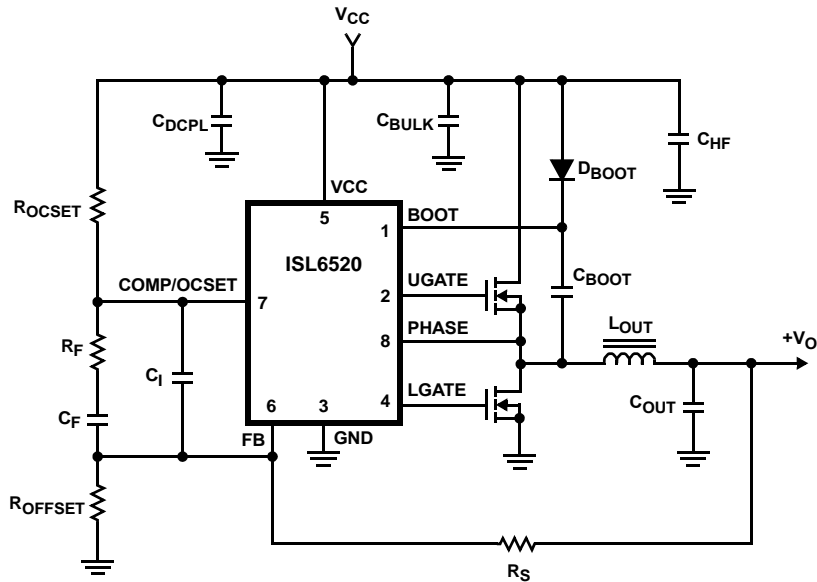 VCC
CDCPL
CBULK
CHF
DBOOT
VCC
ROCSET
5
BOOT
1
ISL6520
CBOOT
UGATE
COMP/OCSET
7
2
LOUT
+VO
PHASE
8
RF
CI
LGATE
COUT
6
3
4
CF
FB
GND
ROFFSET
RS